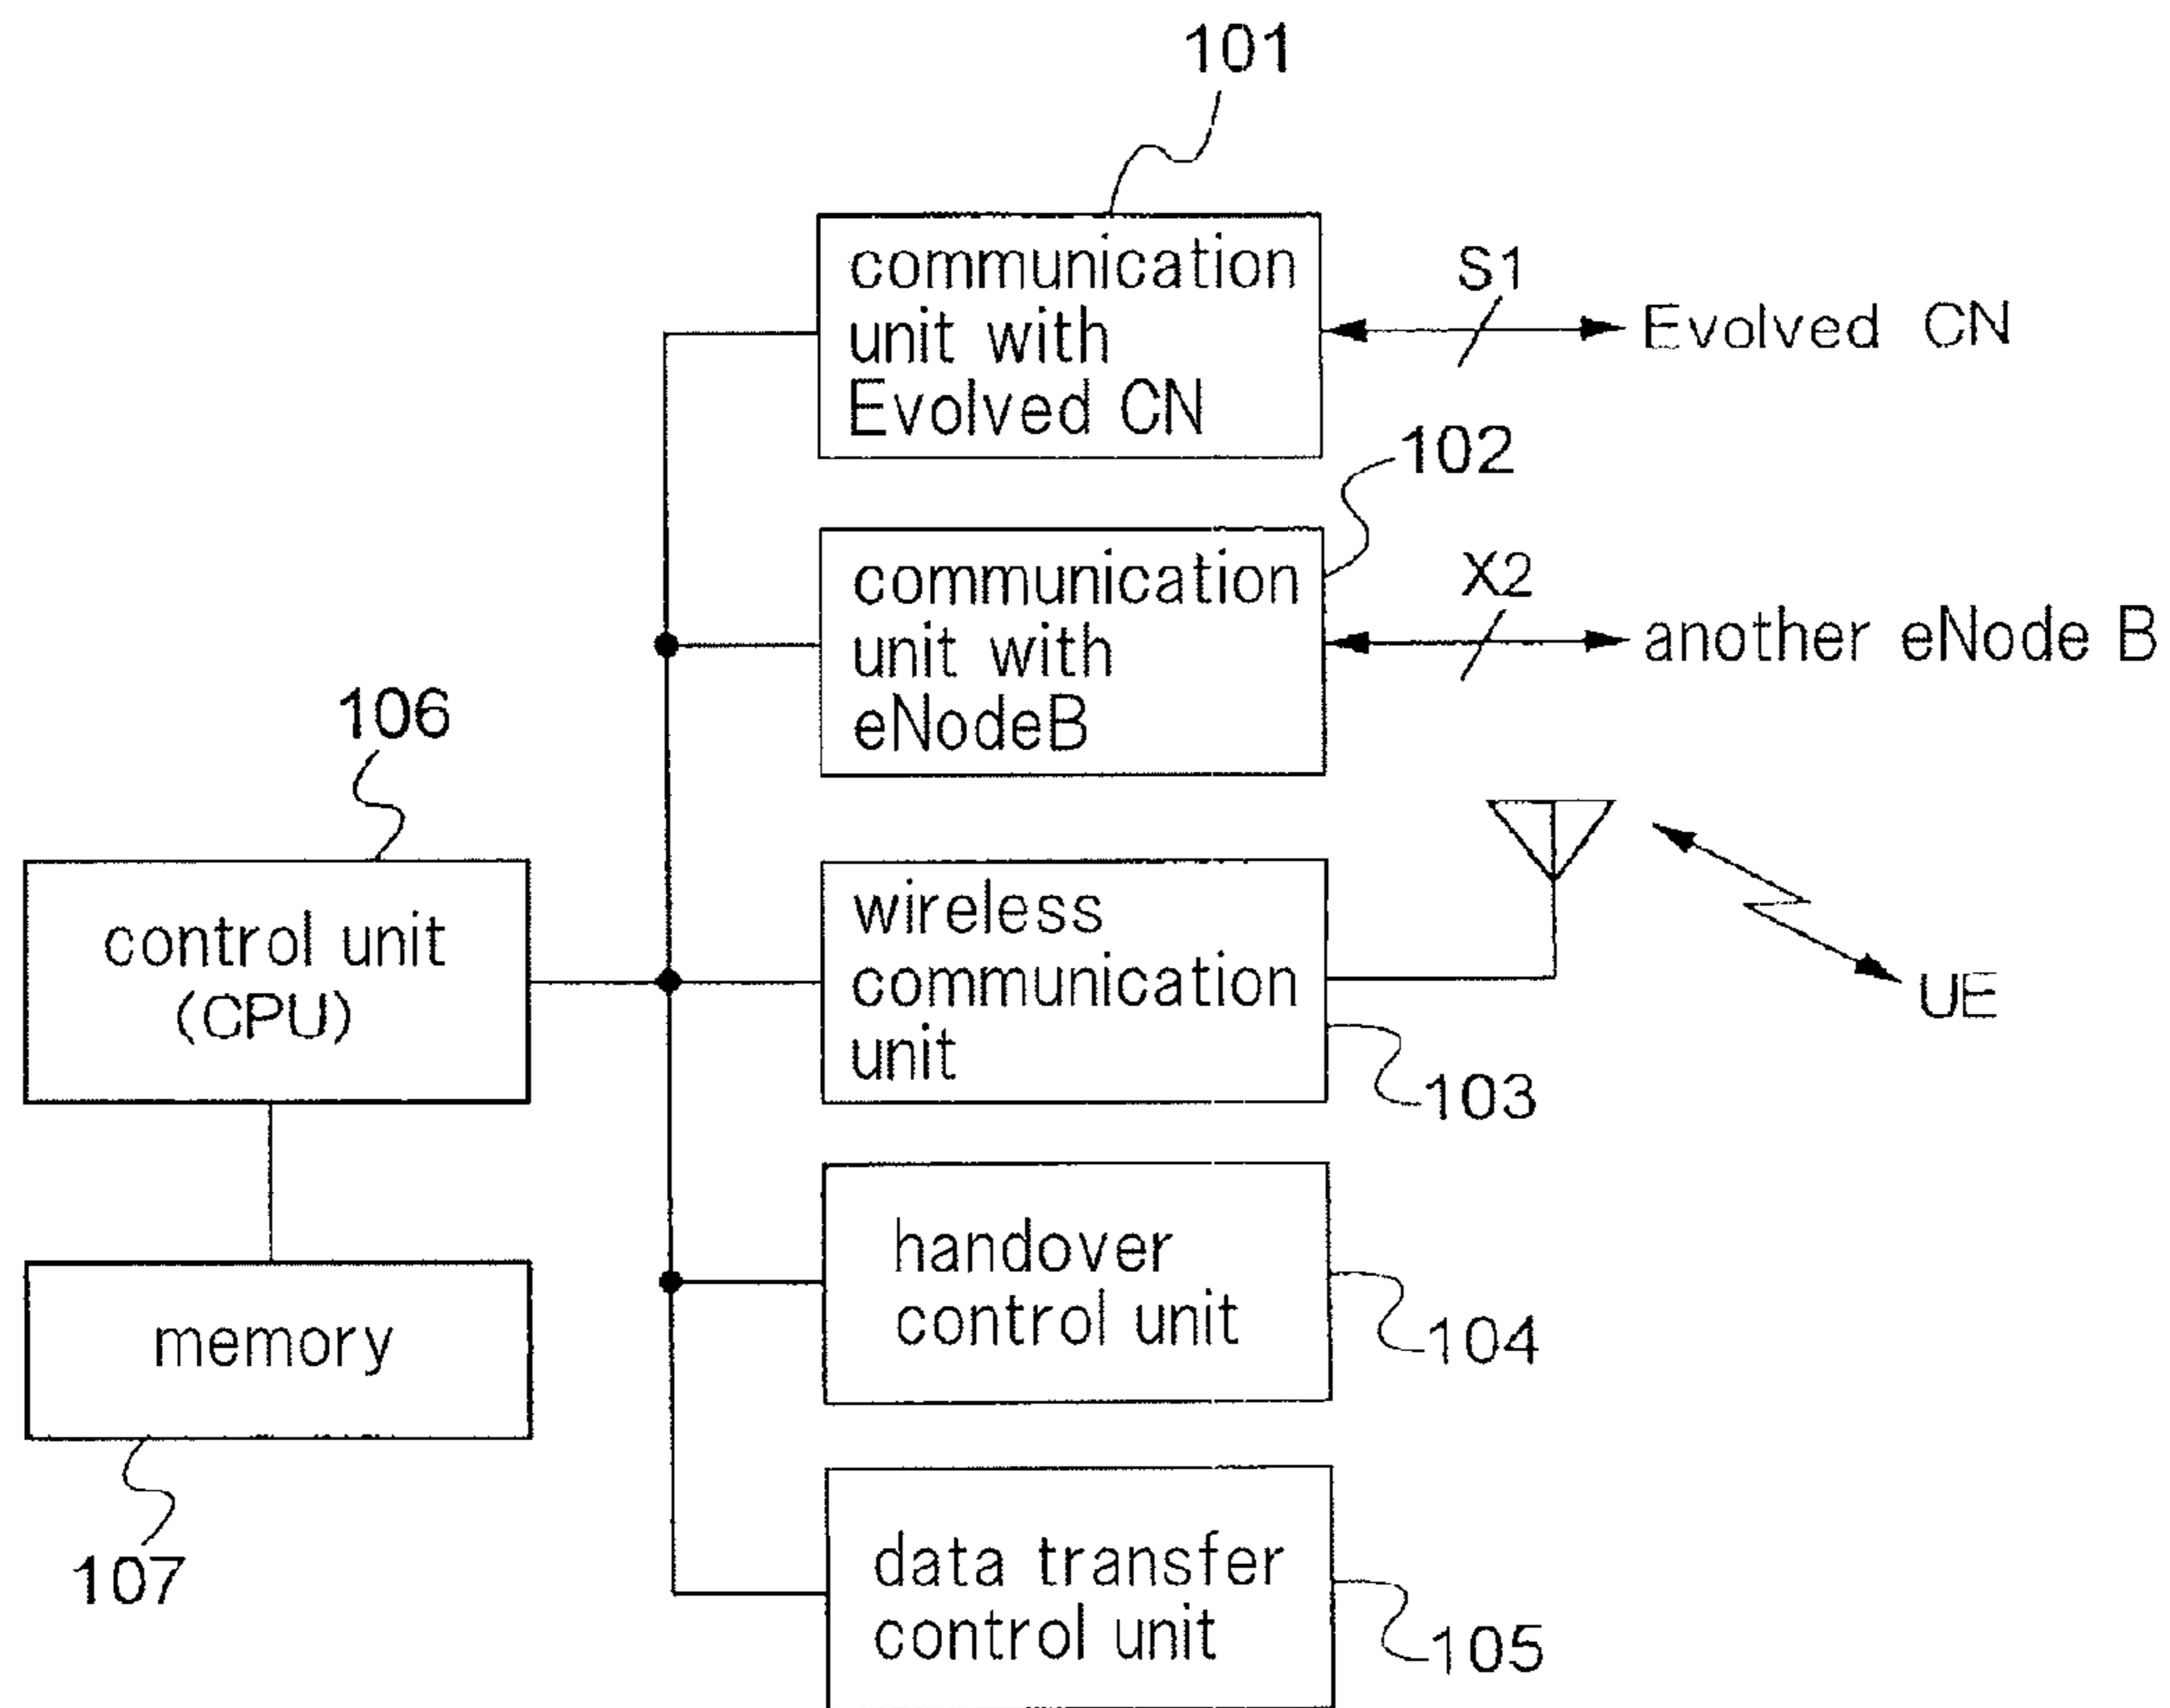 101
communication
unit with
Evolved CN
S1
Evolved CN
102
communication
unit with
eNodeB
X2
another eNode B
106
control unit
(CPU)
wireless
communication
unit
UE
103
memory
107
handover
control unit
104
data transfer
control unit
105